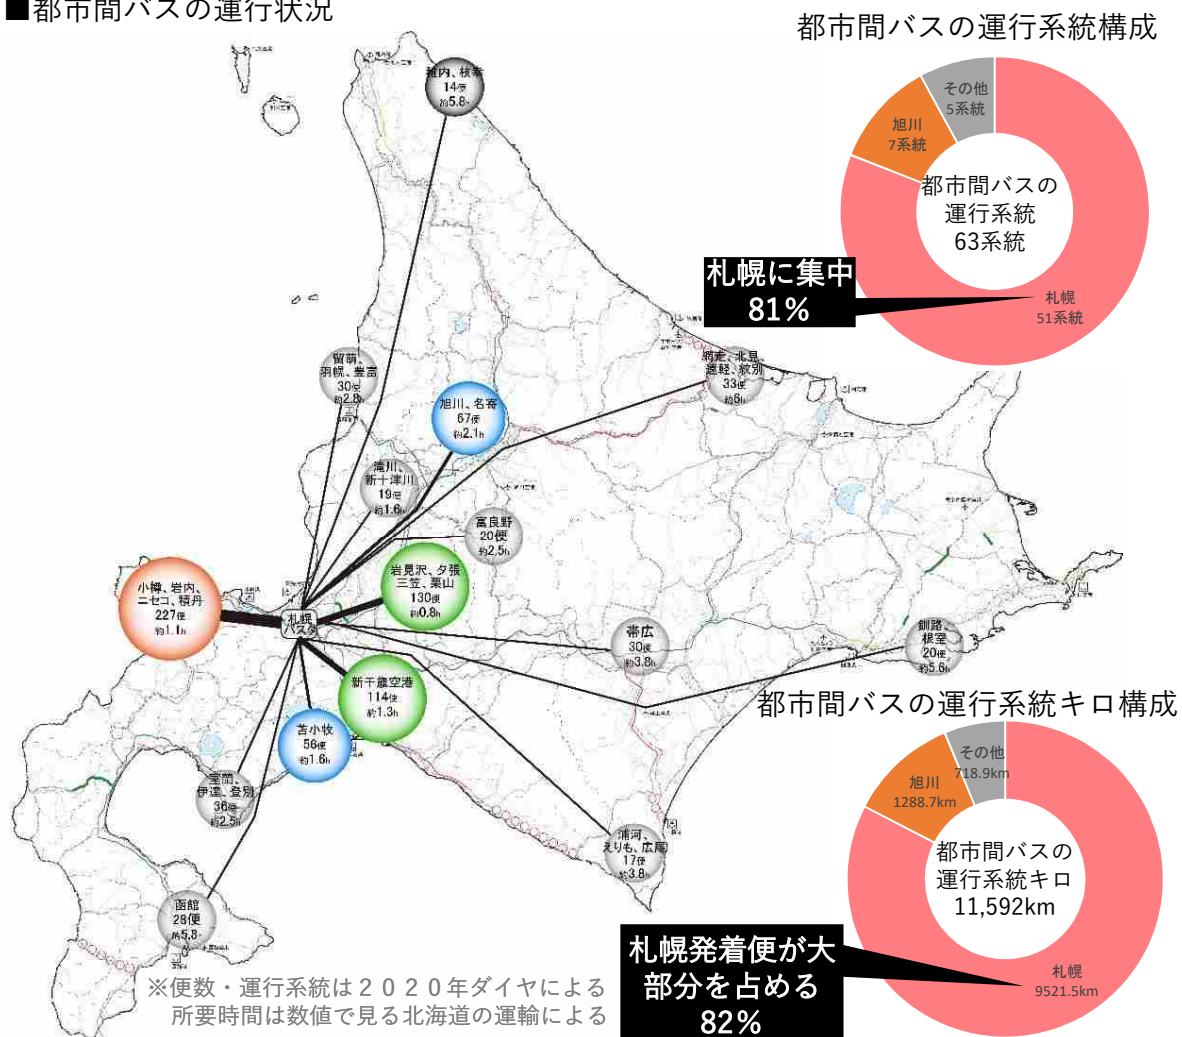 ■都市間バスの運行状況
都市間バスの運行系統構成
その他
5系統
旭川
7系統
都市間バスの
運行系統
63系統
札幌
51系統
札幌に集中
81%
稚内、枝幸
14便
約5.8h
留萌、
羽幌、豊富
30便
約2.8h
旭川、名寄
67便
約2.1h
網走、北見、
遠軽、紋別
33便
約6h
滝川、
新十津川
19便
約1.6h
富良野
20便
約2.5h
岩見沢、夕張
三笠、栗山
130便
約0.8h
小樽、岩内、
ニセコ、積丹
227便
約1.1h
札幌
バスタ
帯広
30便
約3.8h
釧路、
根室
20便
約5.6h
新千歳空港
114便
約1.3h
苫小牧
56便
約1.6h
室蘭、
伊達、登別
36便
約2.5h
浦河、
えりも、広尾
17便
約3.8h
函館
28便
約5.8h
都市間バスの運行系統キロ構成
その他
718.9km
旭川
1288.7km
都市間バスの
運行系統キロ
11,592km
札幌
9521.5km
札幌発着便が大
部分を占める
82%
※便数・運行系統は２０２０年ダイヤによる
所要時間は数値で見る北海道の運輸による